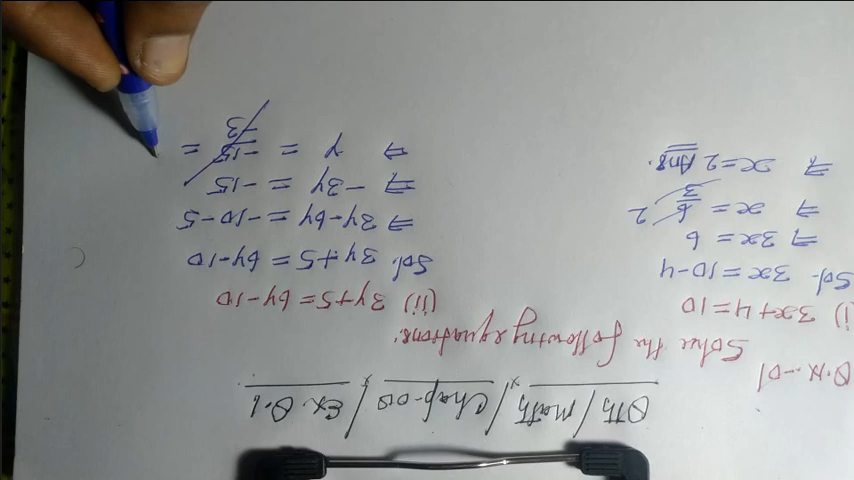 8Th / Math / Chap-08 / Ex 8.1
Q.N.-01 Solve the following equations:
(i) 3x+4=10
Sol. 3x = 10-4
⇒ 3x = 6
⇒ x = 6/3 2
⇒ x = 2 Ans.
(ii) 3y+5 = 6y-10
Sol. 3y+5 = 6y-10
⇒ 3y-6y = -10-5
⇒ -3y = -15
⇒ y = -15/-3 =